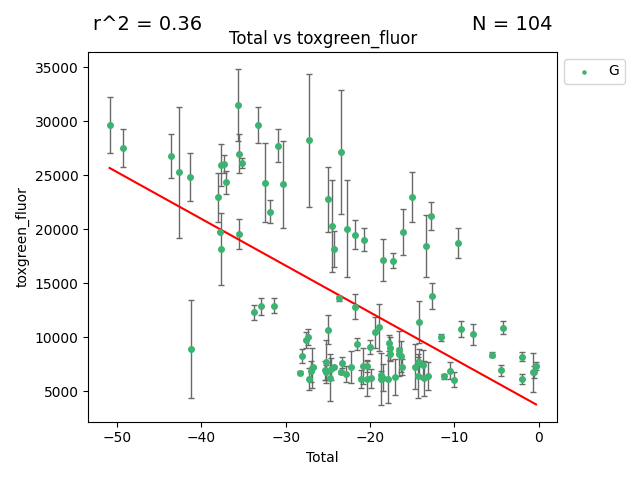 r^2 = 0.36
N = 104
Total vs toxgreen_fluor
G
35000
30000
25000
20000
15000
10000
5000
toxgreen_fluor
−50
−40
−30
−20
−10
0
Total